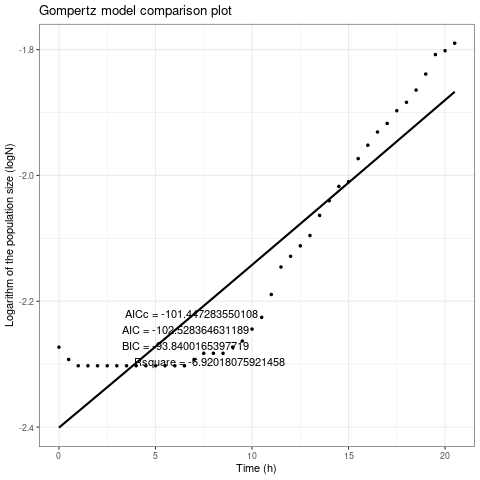 Gompertz model comparison plot
Logarithm of the population size (logN)
-1.8
-2.0
-2.2
-2.4
AICc = -101.447283550108
AIC = -102.528364631189
BIC = -93.8400165397719
Rsquare = -6.92018075921458
0 5 10 15 20
Time (h)